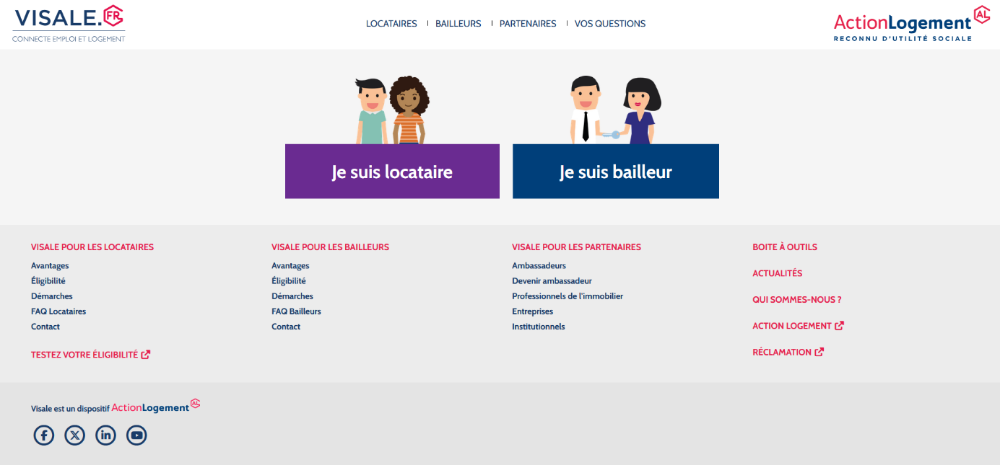 VISALE.FR
CONNECTE EMPLOI ET LOGEMENT
LOCATAIRES
BAILLEURS
PARTENAIRES
VOS QUESTIONS
ActionLogement AL
RECONNU D'UTILITÉ SOCIALE
Je suis locataire
Je suis bailleur
VISALE POUR LES LOCATAIRES
Avantages
Éligibilité
Démarches
FAQ Locataires
Contact
TESTEZ VOTRE ÉLIGIBILITÉ
VISALE POUR LES BAILLEURS
Avantages
Éligibilité
Démarches
FAQ Bailleurs
Contact
VISALE POUR LES PARTENAIRES
Ambassadeurs
Devenir ambassadeur
Professionnels de l'immobilier
Entreprises
Institutionnels
BOITE À OUTILS
ACTUALITÉS
QUI SOMMES-NOUS ?
ACTION LOGEMENT
RÉCLAMATION
Visale est un dispositif ActionLogement AL